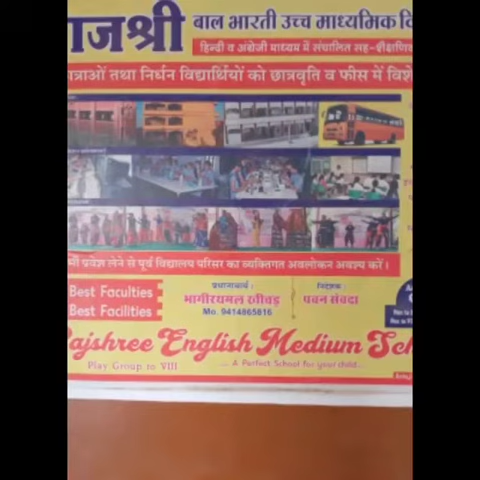 ाजश्री बाल भारती उच्च माध्यमिक वि
हिन्दी व अंग्रेजी माध्यम में संचालित सह-शैक्षणिक
ात्राओं तथा निर्धन विद्यार्थियों को छात्रवृति व फीस में विशे
में प्रवेश लेने से पूर्व विद्यालय परिसर का व्यक्तिगत अवलोकन अवश्य करें।
Best Faculties
Best Facilities
प्रधानाचार्य :
भागीरथमल खीचड़
Mo. 9414865816
निदेशक :
पवन सेवदा
ajshree English Medium Sch
Play Group to VIII
... A Perfect School for your child...